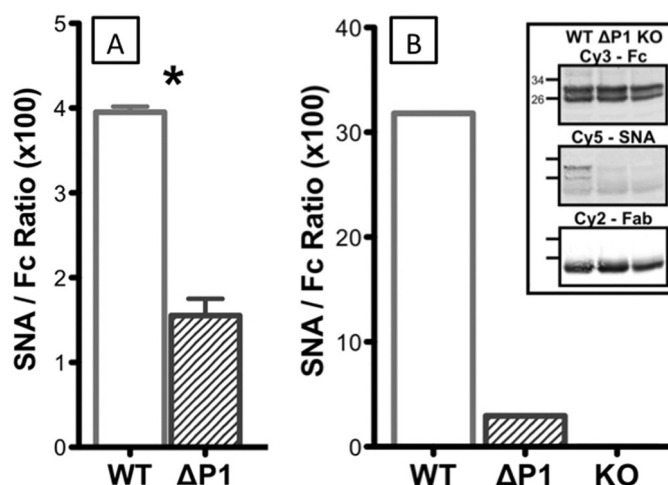 A
SNA / Fc Ratio (x100)
5
4
3
2
1
0
*
WT ΔP1
B
SNA / Fc Ratio (x100)
40
30
20
10
0
WT ΔP1 KO
WT ΔP1 KO
Cy3 - Fc
34
26
Cy5 - SNA
Cy2 - Fab